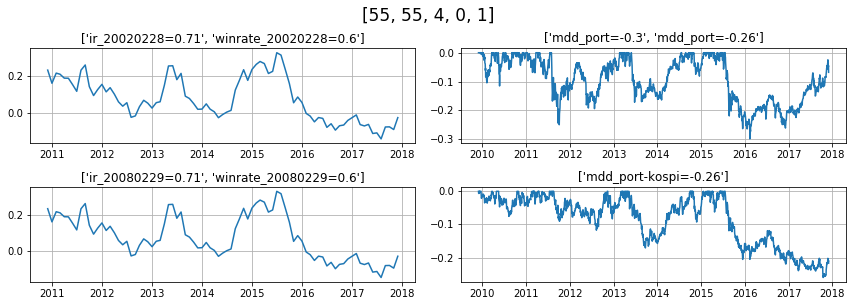 [55, 55, 4, 0, 1]
['ir_20020228=0.71', 'winrate_20020228=0.6']
0.2
0.0
2011 2012 2013 2014 2015 2016 2017 2018
['mdd_port=-0.3', 'mdd_port=-0.26']
0.0
−0.1
−0.2
−0.3
2010 2011 2012 2013 2014 2015 2016 2017 2018
['ir_20080229=0.71', 'winrate_20080229=0.6']
0.2
0.0
2011 2012 2013 2014 2015 2016 2017 2018
['mdd_port-kospi=-0.26']
0.0
−0.1
−0.2
2010 2011 2012 2013 2014 2015 2016 2017 2018